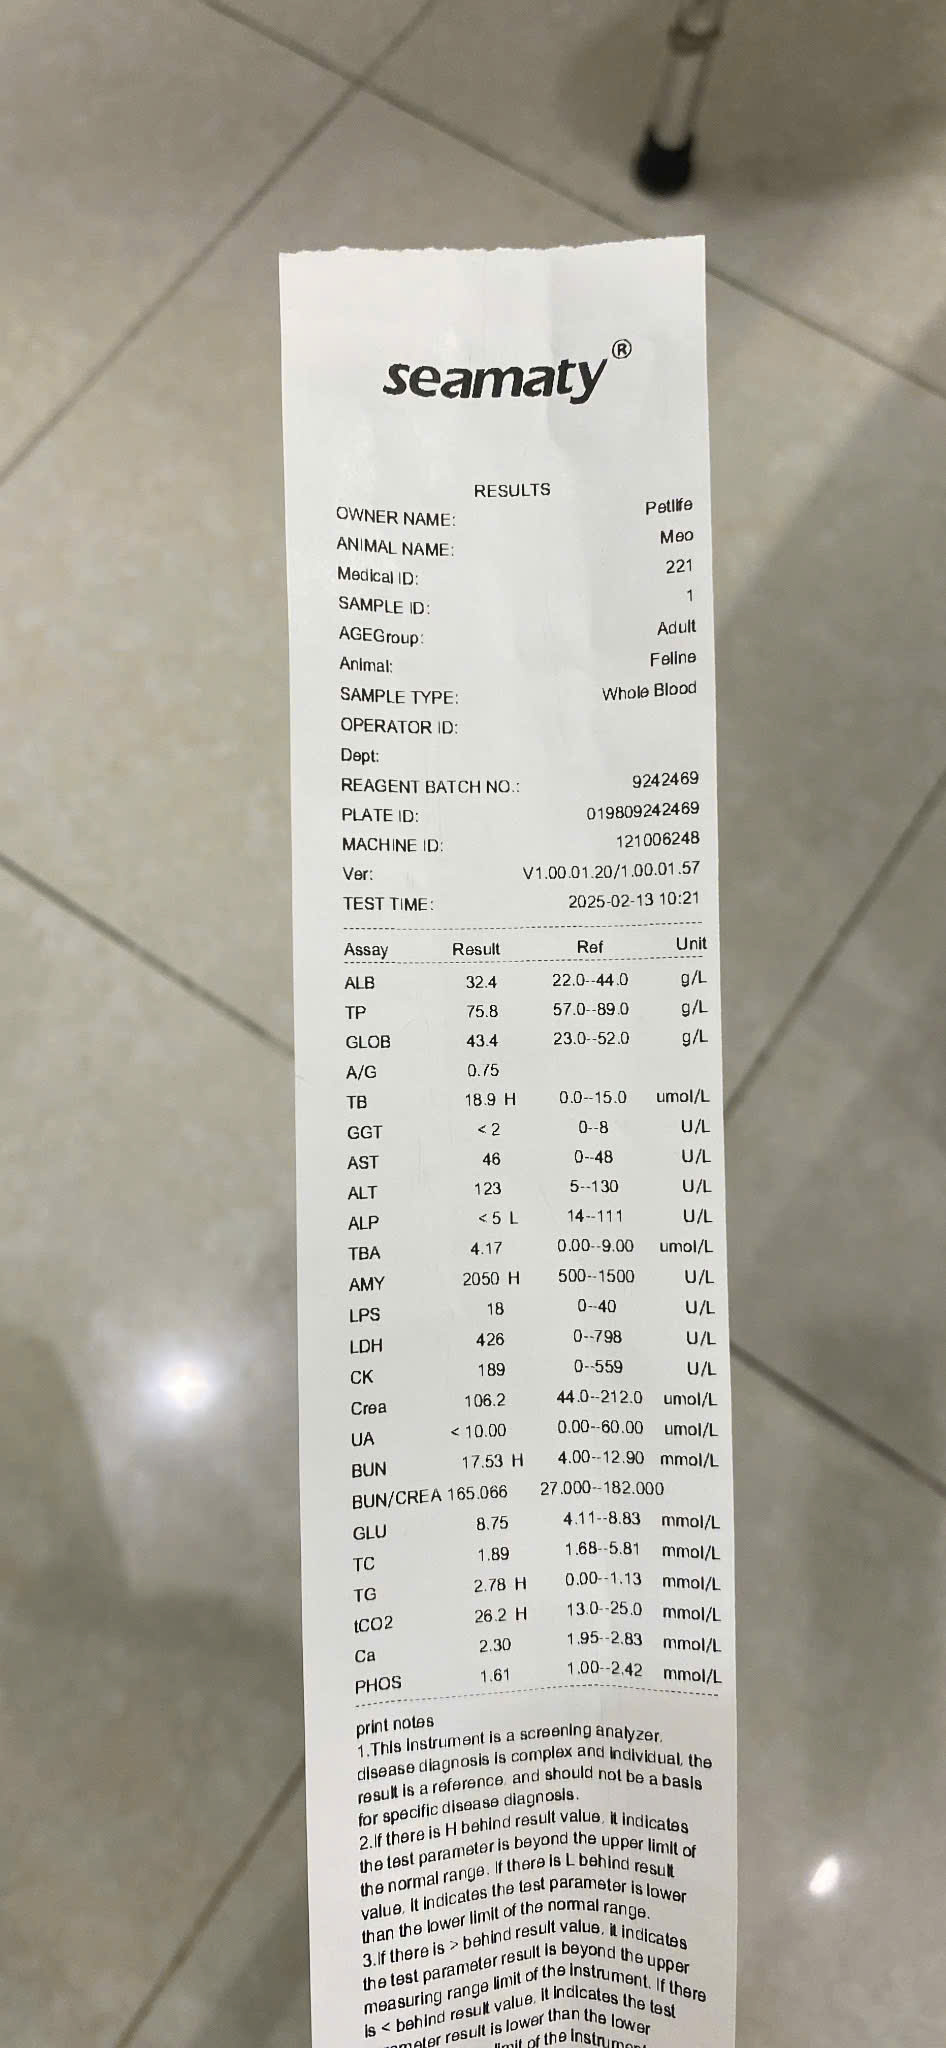 seamaty®
RESULTS
OWNER NAME: Petlife
ANIMAL NAME: Meo
Medical ID: 221
SAMPLE ID: 1
AGEGroup: Adult
Animal: Feline
SAMPLE TYPE: Whole Blood
OPERATOR ID:
Dept:
REAGENT BATCH NO.: 9242469
PLATE ID: 019809242469
MACHINE ID: 121006248
Ver: V1.00.01.20/1.00.01.57
TEST TIME: 2025-02-13 10:21
Assay Result Ref Unit
ALB 32.4 22.0--44.0 g/L
TP 75.8 57.0--89.0 g/L
GLOB 43.4 23.0--52.0 g/L
A/G 0.75
TB 18.9 H 0.0--15.0 umol/L
GGT <2 0--8 U/L
AST 46 0--48 U/L
ALT 123 5--130 U/L
ALP <5 L 14--111 U/L
TBA 4.17 0.00--9.00 umol/L
AMY 2050 H 500--1500 U/L
LPS 18 0--40 U/L
LDH 426 0--798 U/L
CK 189 0--559 U/L
Crea 106.2 44.0--212.0 umol/L
UA <10.00 0.00--60.00 umol/L
BUN 17.53 H 4.00--12.90 mmol/L
BUN/CREA 165.066 27.000--182.000
GLU 8.75 4.11--8.83 mmol/L
TC 1.89 1.68--5.81 mmol/L
TG 2.78 H 0.00--1.13 mmol/L
tCO2 26.2 H 13.0--25.0 mmol/L
Ca 2.30 1.95--2.83 mmol/L
PHOS 1.61 1.00--2.42 mmol/L
print notes
1.This Instrument is a screening analyzer,
disease diagnosis is complex and individual, the
result is a reference, and should not be a basis
for specific disease diagnosis.
2.If there is H behind result value, it indicates
the test parameter is beyond the upper limit of
the normal range. If there is L behind result
value, It indicates the test parameter is lower
than the lower limit of the normal range.
3.If there is > behind result value, it indicates
the test parameter result is beyond the upper
measuring range limit of the instrument. If there
is < behind result value, it indicates the test
result is lower than the lower
of the